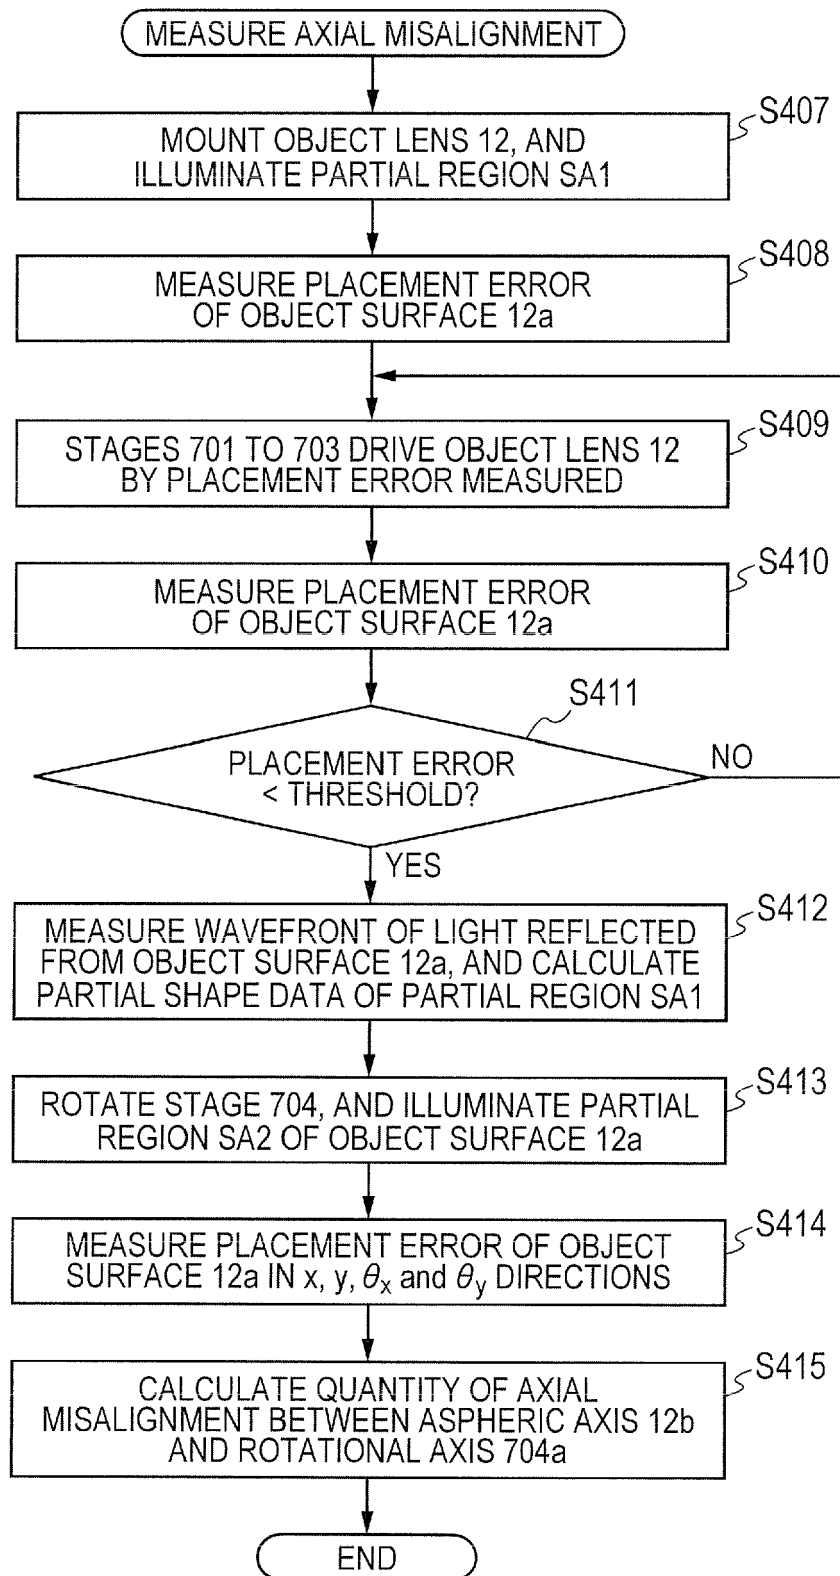 MEASURE AXIAL MISALIGNMENT
S407
MOUNT OBJECT LENS 12, AND
ILLUMINATE PARTIAL REGION SA1
S408
MEASURE PLACEMENT ERROR
OF OBJECT SURFACE 12a
S409
STAGES 701 TO 703 DRIVE OBJECT LENS 12
BY PLACEMENT ERROR MEASURED
S410
MEASURE PLACEMENT ERROR
OF OBJECT SURFACE 12a
S411
PLACEMENT ERROR
< THRESHOLD?
NO
YES
S412
MEASURE WAVEFRONT OF LIGHT REFLECTED
FROM OBJECT SURFACE 12a, AND CALCULATE
PARTIAL SHAPE DATA OF PARTIAL REGION SA1
S413
ROTATE STAGE 704, AND ILLUMINATE PARTIAL
REGION SA2 OF OBJECT SURFACE 12a
S414
MEASURE PLACEMENT ERROR OF OBJECT
SURFACE 12a IN x, y, θx and θy DIRECTIONS
S415
CALCULATE QUANTITY OF AXIAL
MISALIGNMENT BETWEEN ASPHERIC AXIS 12b
AND ROTATIONAL AXIS 704a
END